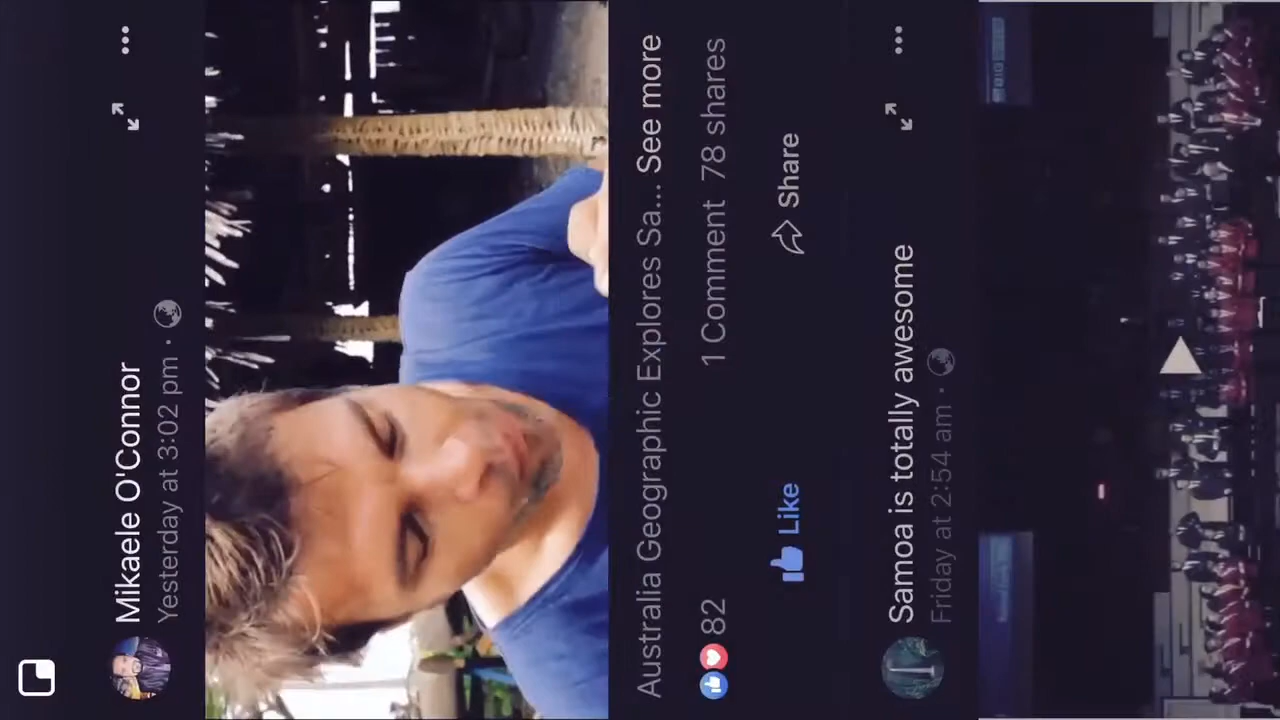 Mikaele O'Connor
Yesterday at 3:02 pm ·
Australia Geographic Explores Sa... See more
82
1 Comment 78 shares
Like
Share
Samoa is totally awesome
Friday at 2:54 am ·